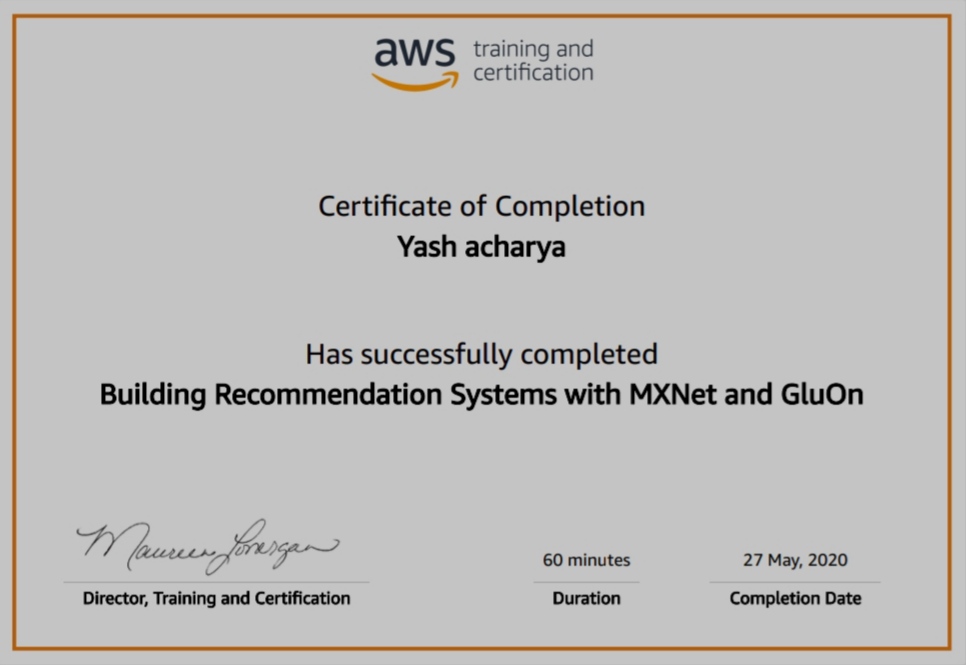 aws training and
certification
Certificate of Completion
Yash acharya
Has successfully completed
Building Recommendation Systems with MXNet and GluOn
Maureen Lonergan
60 minutes
27 May, 2020
Director, Training and Certification
Duration
Completion Date